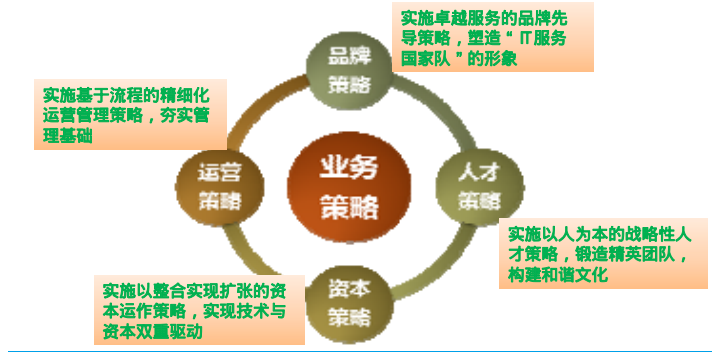 实施卓越服务的品牌先
导策略，塑造“IT服务
国家队”的形象
品牌
策略
实施基于流程的精细化
运营管理策略，夯实管
理基础
运营
策略
业务
策略
人才
策略
实施以人为本的战略性人
才策略，锻造精英团队，
构建和谐文化
实施以整合实现扩张的资
本运作策略，实现技术与
资本双重驱动
资本
策略